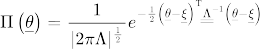 Π(θ̲) = 1 / |2πΛ|^{1/2} e^{-1/2 (θ̲ - ξ̲)^T Λ̲^{-1} (θ̲ - ξ̲)}